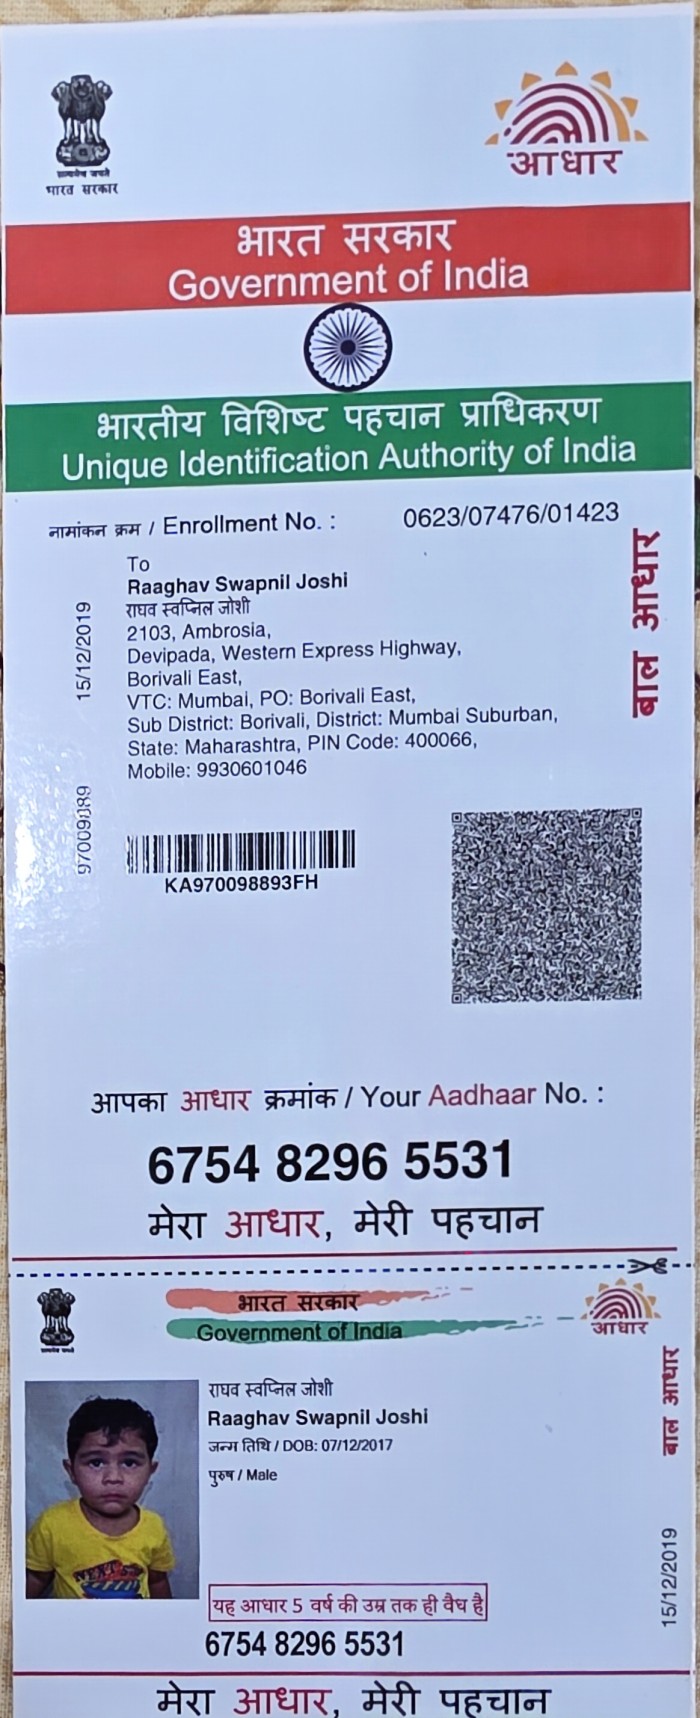 सत्यमेव जयते
भारत सरकार
आधार
भारत सरकार
Government of India
भारतीय विशिष्ट पहचान प्राधिकरण
Unique Identification Authority of India
नामांकन क्रम / Enrollment No. : 0623/07476/01423
To
Raaghav Swapnil Joshi
राघव स्वप्निल जोशी
2103, Ambrosia,
Devipada, Western Express Highway,
Borivali East,
VTC: Mumbai, PO: Borivali East,
Sub District: Borivali, District: Mumbai Suburban,
State: Maharashtra, PIN Code: 400066,
Mobile: 9930601046
15/12/2019
97009089
बाल आधार
KA970098893FH
आपका आधार क्रमांक / Your Aadhaar No. :
6754 8296 5531
मेरा आधार, मेरी पहचान
भारत सरकार
Government of India
आधार
राघव स्वप्निल जोशी
Raaghav Swapnil Joshi
जन्म तिथि / DOB: 07/12/2017
पुरुष / Male
बाल आधार
15/12/2019
यह आधार 5 वर्ष की उम्र तक ही वैध है
6754 8296 5531
मेरा आधार, मेरी पहचान